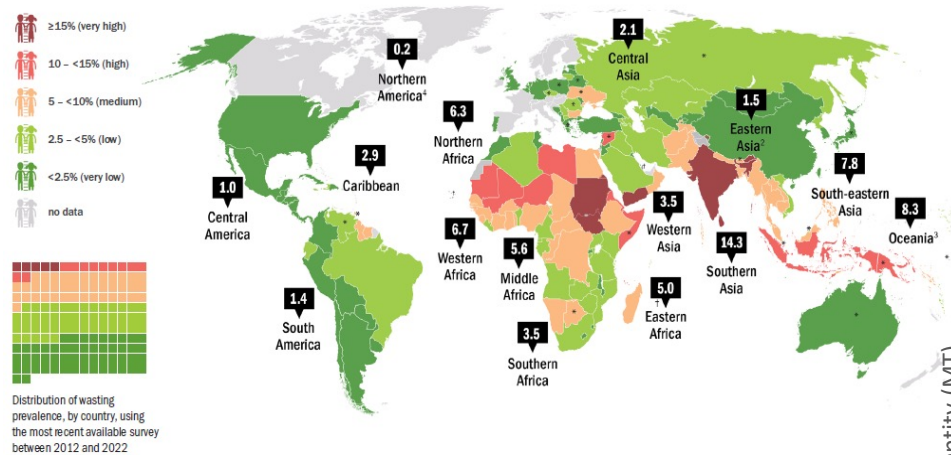 ≥15% (very high)
10 – <15% (high)
5 – <10% (medium)
2.5 – <5% (low)
<2.5% (very low)
no data
0.2
Northern
America⁴
2.1
Central
Asia
1.5
Eastern
Asia²
6.3
Northern
Africa
2.9
Caribbean
1.0
Central
America
7.8
South-eastern
Asia
8.3
Oceania³
3.5
Western
Asia
14.3
Southern
Asia
6.7
Western
Africa
5.6
Middle
Africa
5.0
Eastern
Africa
1.4
South
America
3.5
Southern
Africa
Distribution of wasting
prevalence, by country, using
the most recent available survey
between 2012 and 2022
(MT)